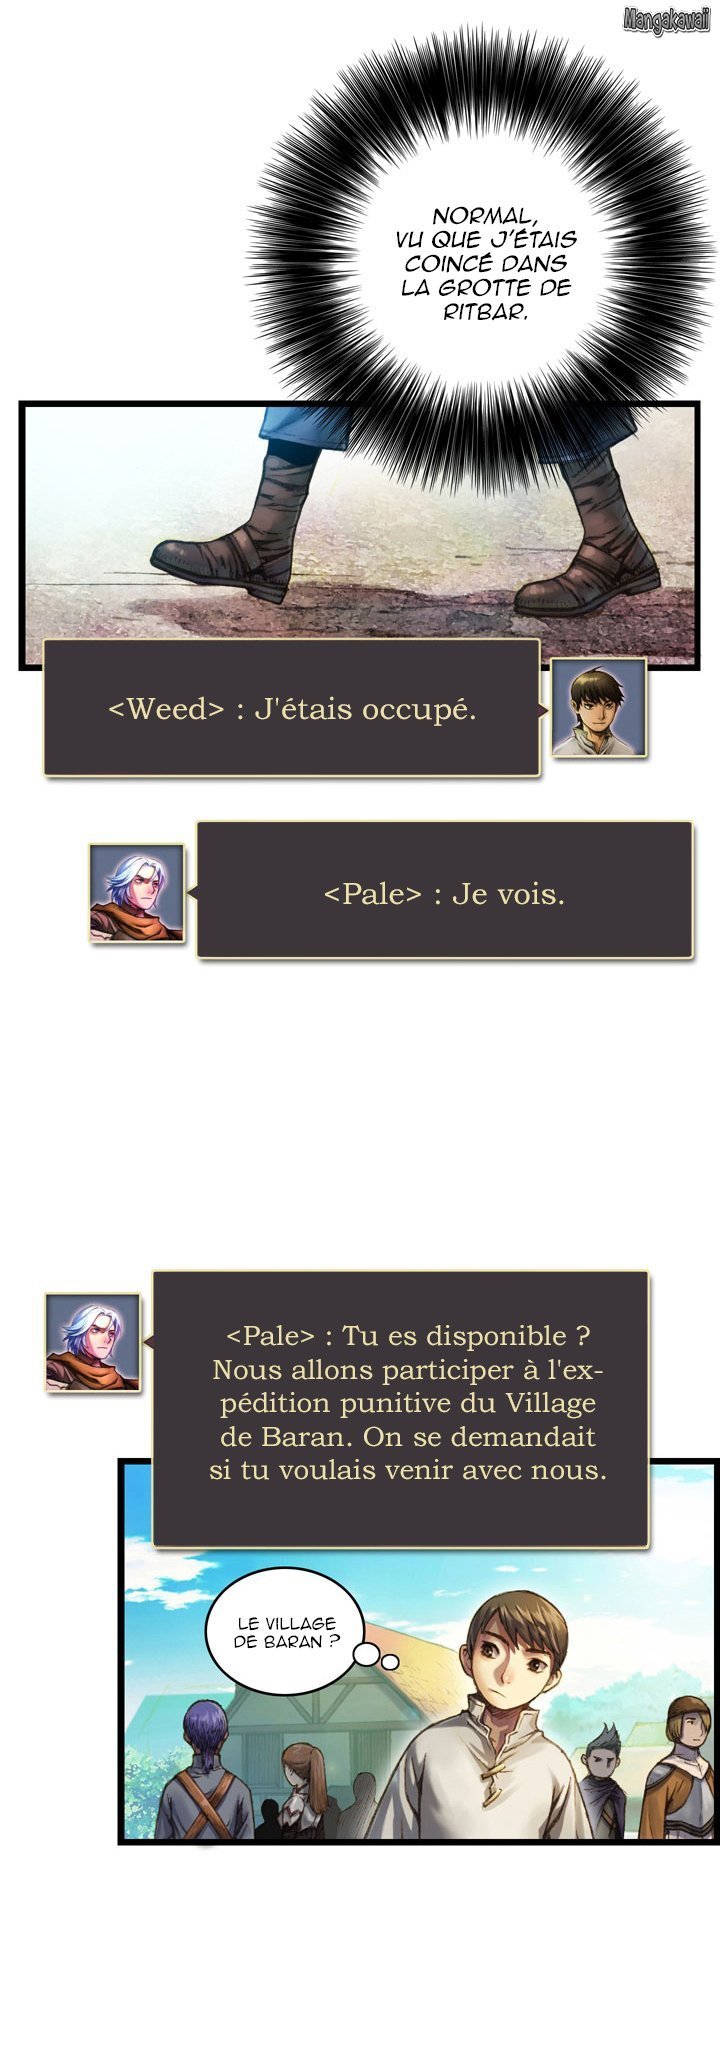 Mangakawaii
NORMAL,
VU QUE J'ÉTAIS
COINCÉ DANS
LA GROTTE DE
RITBAR.
<Weed> : J'étais occupé.
<Pale> : Je vois.
<Pale> : Tu es disponible ?
Nous allons participer à l'ex-
pédition punitive du Village
de Baran. On se demandait
si tu voulais venir avec nous.
LE VILLAGE
DE BARAN ?